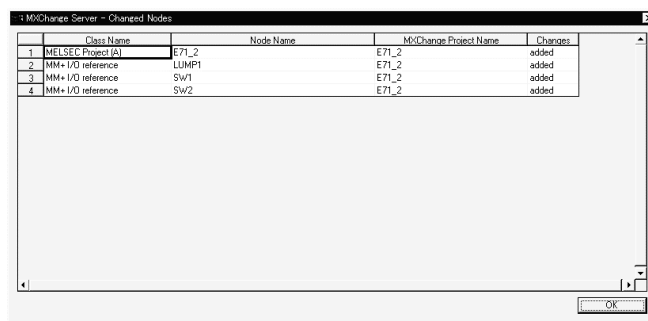 MXChange Server - Changed Nodes
Class Name Node Name MXChange Project Name Changes
1 MELSEC Project (A) E71_2 E71_2 added
2 MM+ I/O reference LUMP1 E71_2 added
3 MM+ I/O reference SW1 E71_2 added
4 MM+ I/O reference SW2 E71_2 added
OK